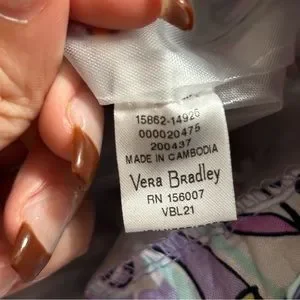 15862-14926
000020475
200437
MADE IN CAMBODIA
Vera Bradley
RN 156007
VBL21